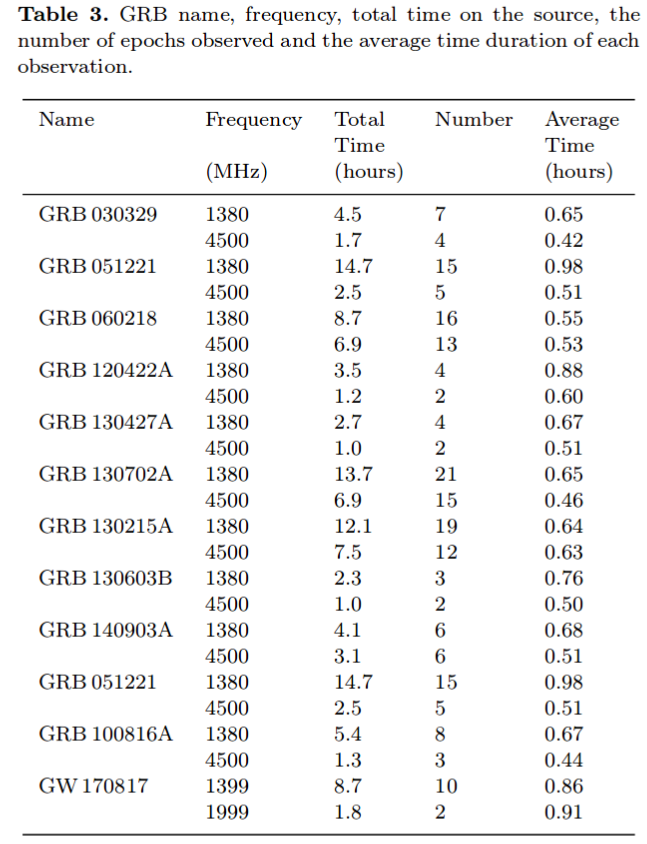 Table 3. GRB name, frequency, total time on the source, the
number of epochs observed and the average time duration of each
observation.
Name Frequency Total Number Average
Time Time
(MHz) (hours) (hours)
GRB 030329 1380 4.5 7 0.65
4500 1.7 4 0.42
GRB 051221 1380 14.7 15 0.98
4500 2.5 5 0.51
GRB 060218 1380 8.7 16 0.55
4500 6.9 13 0.53
GRB 120422A 1380 3.5 4 0.88
4500 1.2 2 0.60
GRB 130427A 1380 2.7 4 0.67
4500 1.0 2 0.51
GRB 130702A 1380 13.7 21 0.65
4500 6.9 15 0.46
GRB 130215A 1380 12.1 19 0.64
4500 7.5 12 0.63
GRB 130603B 1380 2.3 3 0.76
4500 1.0 2 0.50
GRB 140903A 1380 4.1 6 0.68
4500 3.1 6 0.51
GRB 051221 1380 14.7 15 0.98
4500 2.5 5 0.51
GRB 100816A 1380 5.4 8 0.67
4500 1.3 3 0.44
GW 170817 1399 8.7 10 0.86
1999 1.8 2 0.91